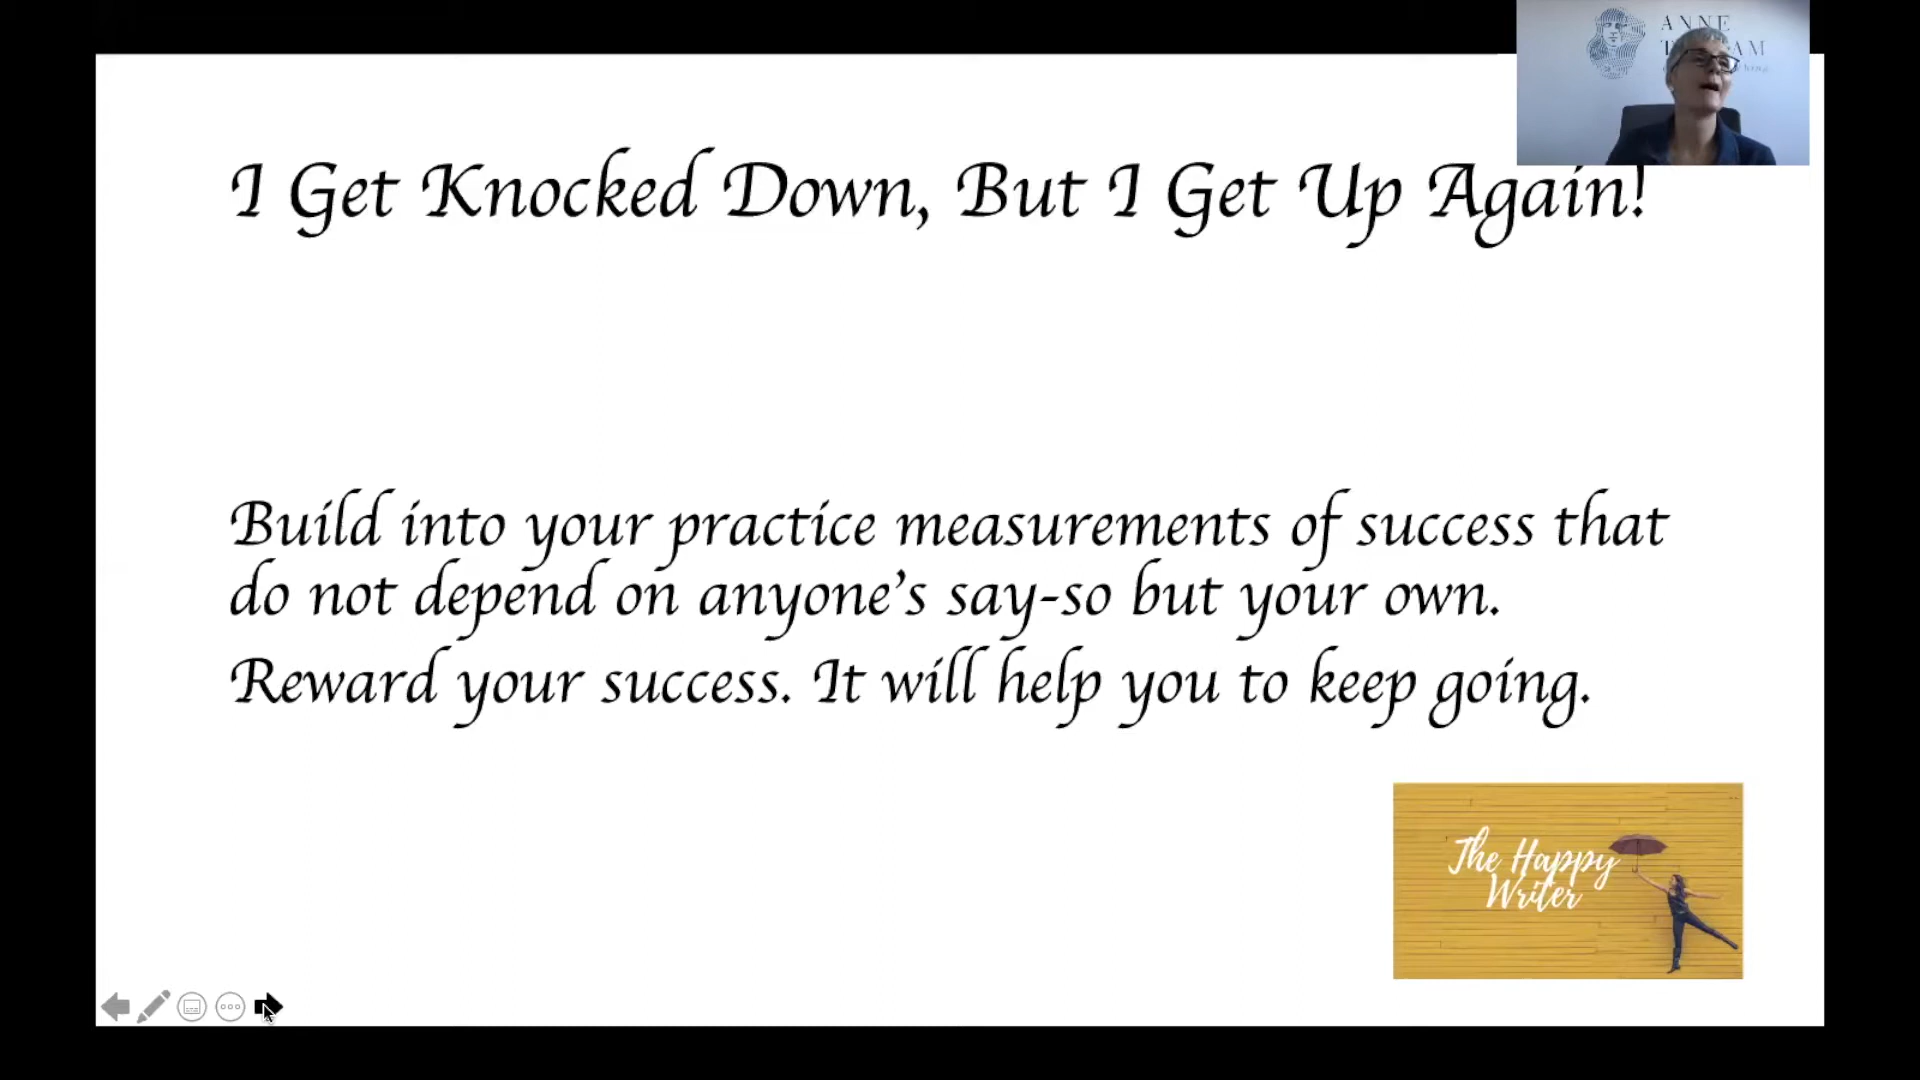 ANNE
I Get Knocked Down, But I Get Up Again!
Build into your practice measurements of success that
do not depend on anyone's say-so but your own.
Reward your success. It will help you to keep going.
The Happy
Writer